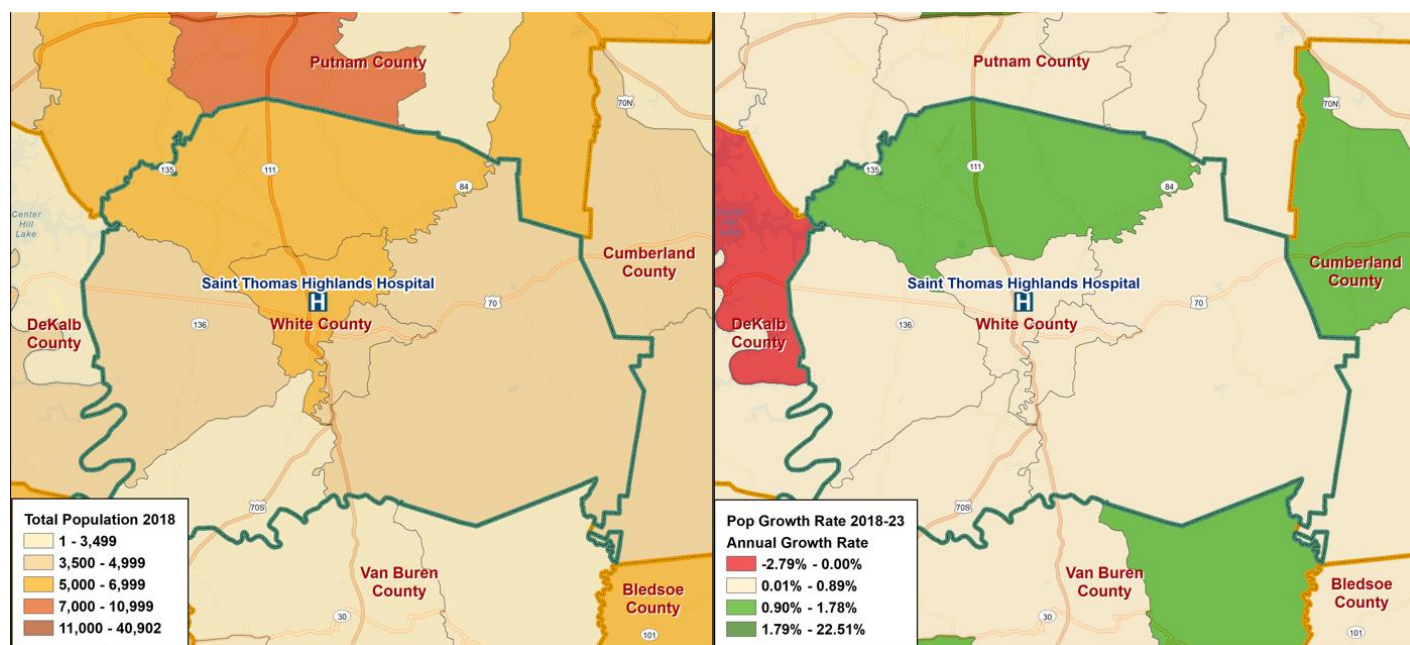 Putnam County
70N
135
111
84
Center
Hill
Lake
Cumberland
County
Saint Thomas Highlands Hospital
H
70
White County
136
DeKalb
County
70S
Van Buren
County
Bledsoe
County
30
101
Total Population 2018
1 - 3,499
3,500 - 4,999
5,000 - 6,999
7,000 - 10,999
11,000 - 40,902
Putnam County
70N
135
111
84
Center
Hill
Lake
Cumberland
County
Saint Thomas Highlands Hospital
H
70
White County
136
DeKalb
County
70S
Van Buren
County
Bledsoe
County
30
101
Pop Growth Rate 2018-23
Annual Growth Rate
-2.79% - 0.00%
0.01% - 0.89%
0.90% - 1.78%
1.79% - 22.51%